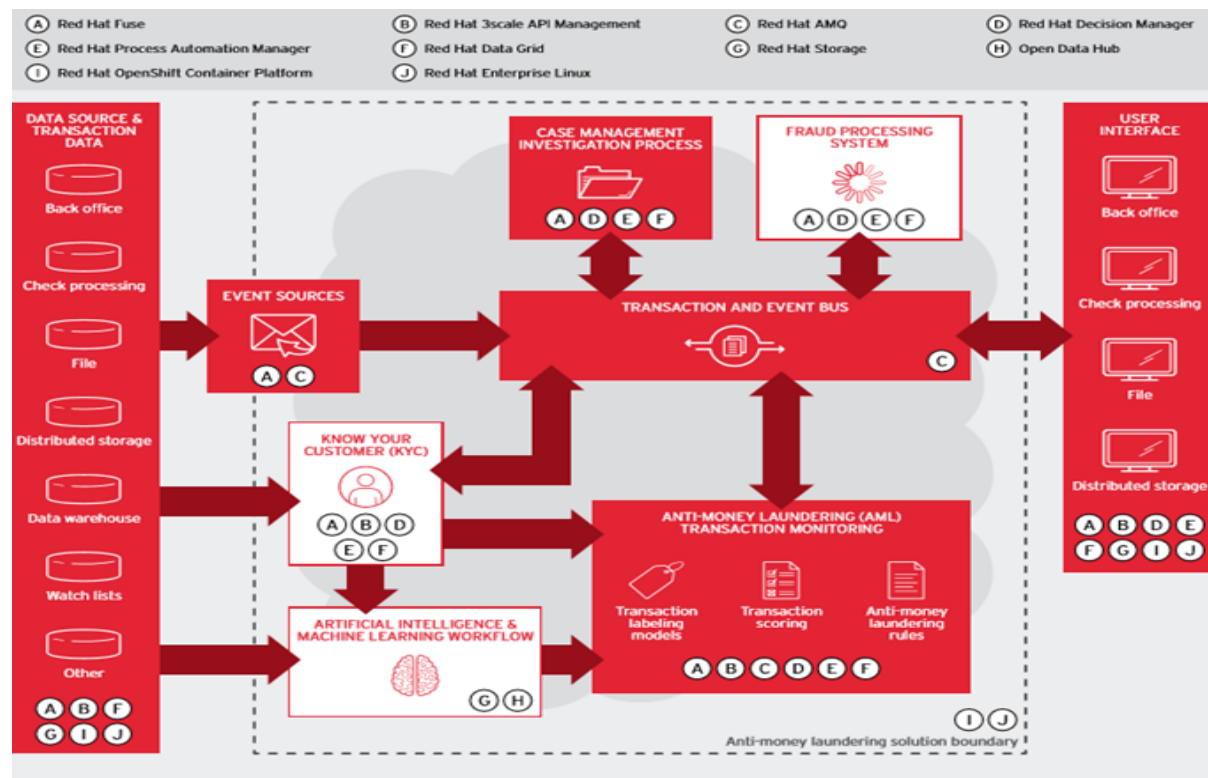 A Red Hat Fuse
B Red Hat 3scale API Management
C Red Hat AMQ
D Red Hat Decision Manager
E Red Hat Process Automation Manager
F Red Hat Data Grid
G Red Hat Storage
H Open Data Hub
I Red Hat OpenShift Container Platform
J Red Hat Enterprise Linux
DATA SOURCE &
TRANSACTION
DATA
Back office
Check processing
File
Distributed storage
Data warehouse
Watch lists
Other
A B F
G I J
EVENT SOURCES
A C
CASE MANAGEMENT
INVESTIGATION PROCESS
A D E F
FRAUD PROCESSING
SYSTEM
A D E F
TRANSACTION AND EVENT BUS
C
KNOW YOUR
CUSTOMER (KYC)
A B D
E F
ARTIFICIAL INTELLIGENCE &
MACHINE LEARNING WORKFLOW
G H
ANTI-MONEY LAUNDERING (AML)
TRANSACTION MONITORING
Transaction
labeling
models
Transaction
scoring
Anti-money
laundering
rules
A B C D E F
I J
Anti-money laundering solution boundary
USER
INTERFACE
Back office
Check processing
File
Distributed storage
A B D E
F G I J